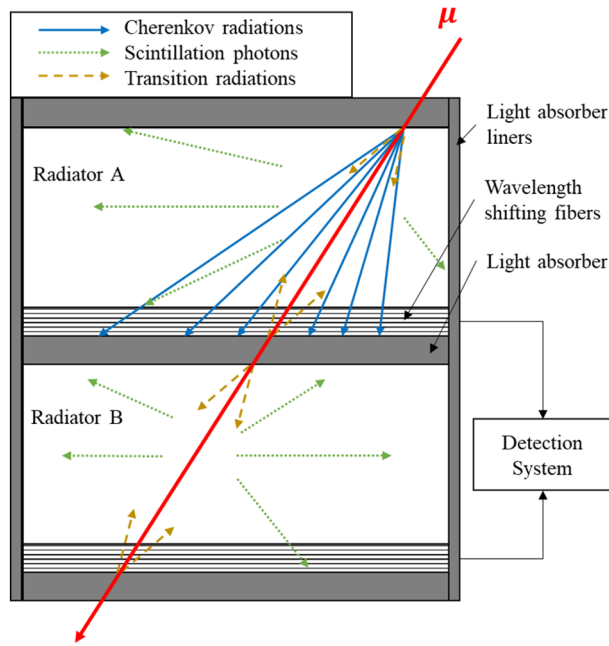 μ
Cherenkov radiations
Scintillation photons
Transition radiations
Light absorber
liners
Radiator A
Wavelength
shifting fibers
Light absorber
Radiator B
Detection
System